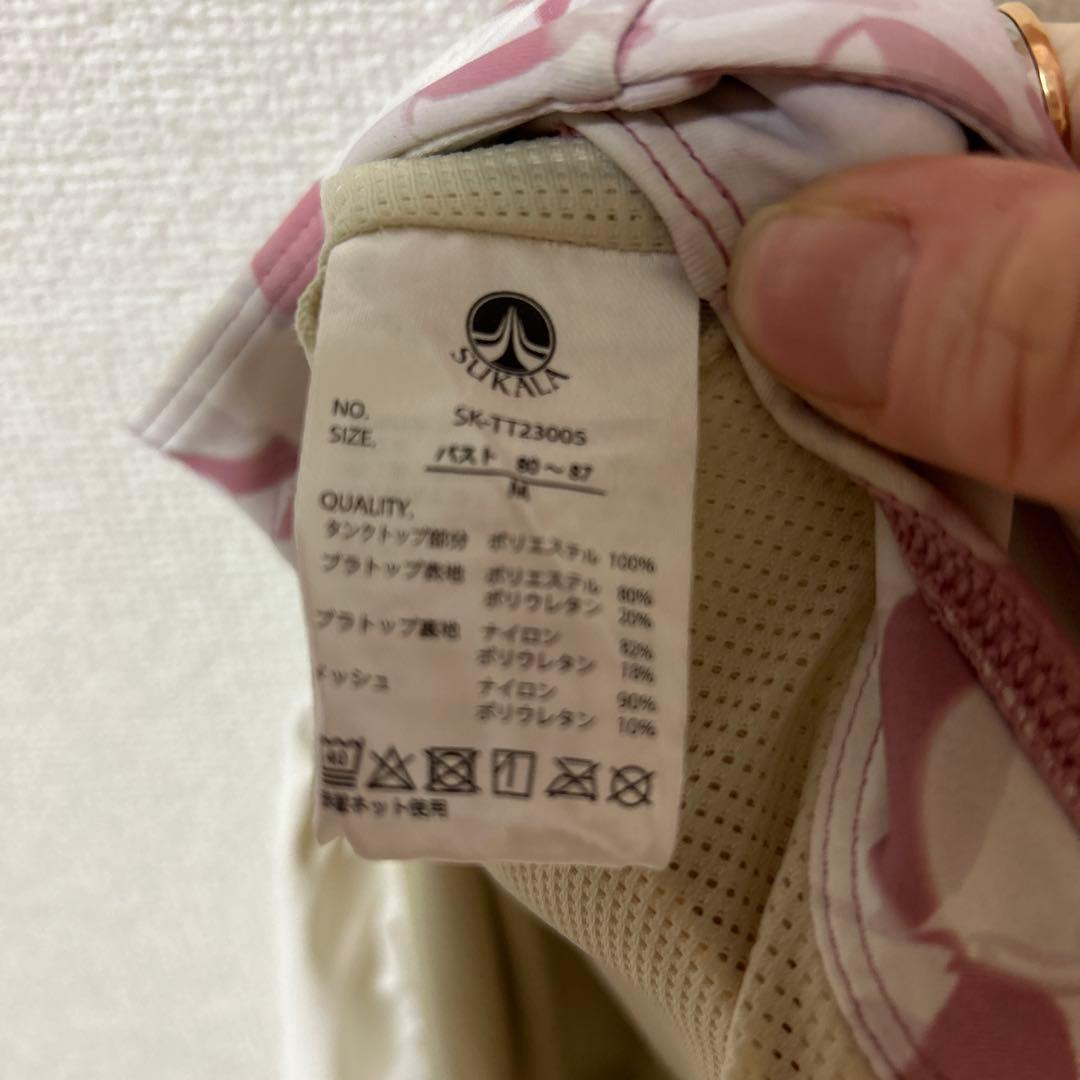 SUKALA
NO. SK-TT23005
SIZE. バスト 80～87
M
QUALITY.
タンクトップ部分 ポリエステル 100%
ブラトップ表地 ポリエステル 80%
ポリウレタン 20%
ブラトップ裏地 ナイロン 82%
ポリウレタン 18%
メッシュ ナイロン 90%
ポリウレタン 10%
40
ネット使用